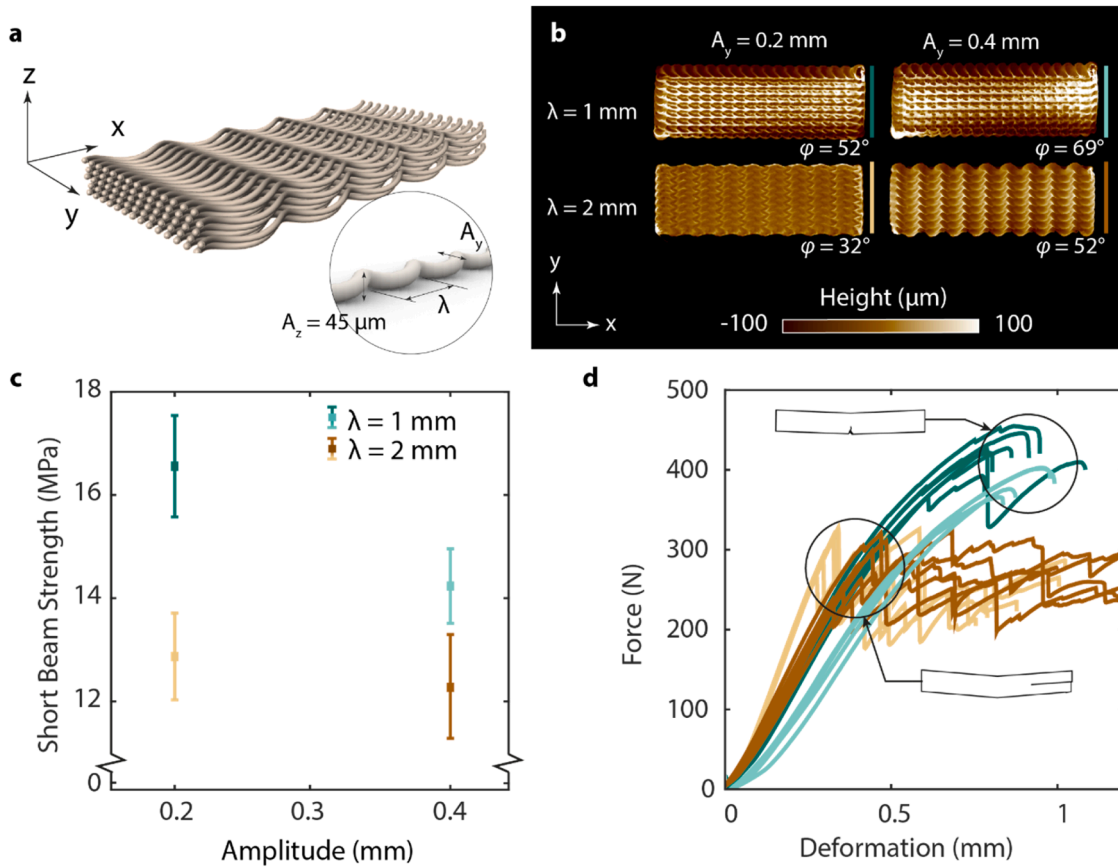 a
z
x
y
A_y
λ
A_z = 45 µm
b
A_y = 0.2 mm A_y = 0.4 mm
λ = 1 mm
φ = 52° φ = 69°
λ = 2 mm
φ = 32° φ = 52°
y
x
Height (µm)
-100 100
c
18
16
14
12
0
0.2 0.3 0.4
Short Beam Strength (MPa)
Amplitude (mm)
λ = 1 mm
λ = 2 mm
d
500
400
300
200
100
0
0 0.5 1
Force (N)
Deformation (mm)